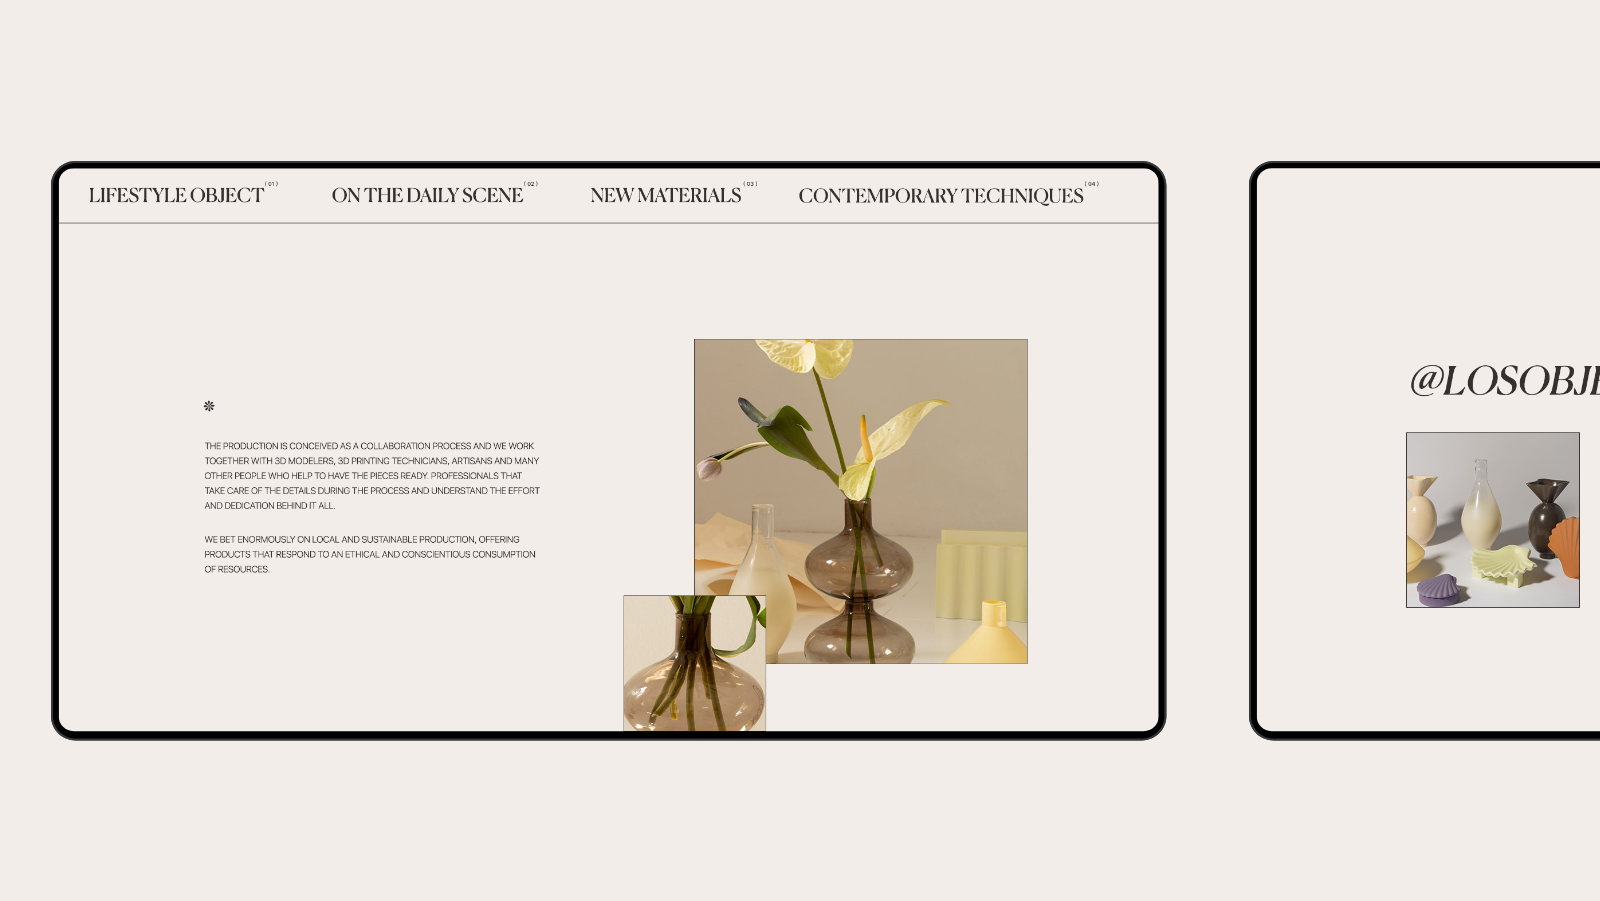 LIFESTYLE OBJECT (01)
ON THE DAILY SCENE (02)
NEW MATERIALS (03)
CONTEMPORARY TECHNIQUES (04)
THE PRODUCTION IS CONCEIVED AS A COLLABORATION PROCESS AND WE WORK
TOGETHER WITH 3D MODELERS, 3D PRINTING TECHNICIANS, ARTISANS AND MANY
OTHER PEOPLE WHO HELP TO HAVE THE PIECES READY. PROFESSIONALS THAT
TAKE CARE OF THE DETAILS DURING THE PROCESS AND UNDERSTAND THE EFFORT
AND DEDICATION BEHIND IT ALL.
WE BET ENORMOUSLY ON LOCAL AND SUSTAINABLE PRODUCTION, OFFERING
PRODUCTS THAT RESPOND TO AN ETHICAL AND CONSCIENTIOUS CONSUMPTION
OF RESOURCES.
@LOSOBJE